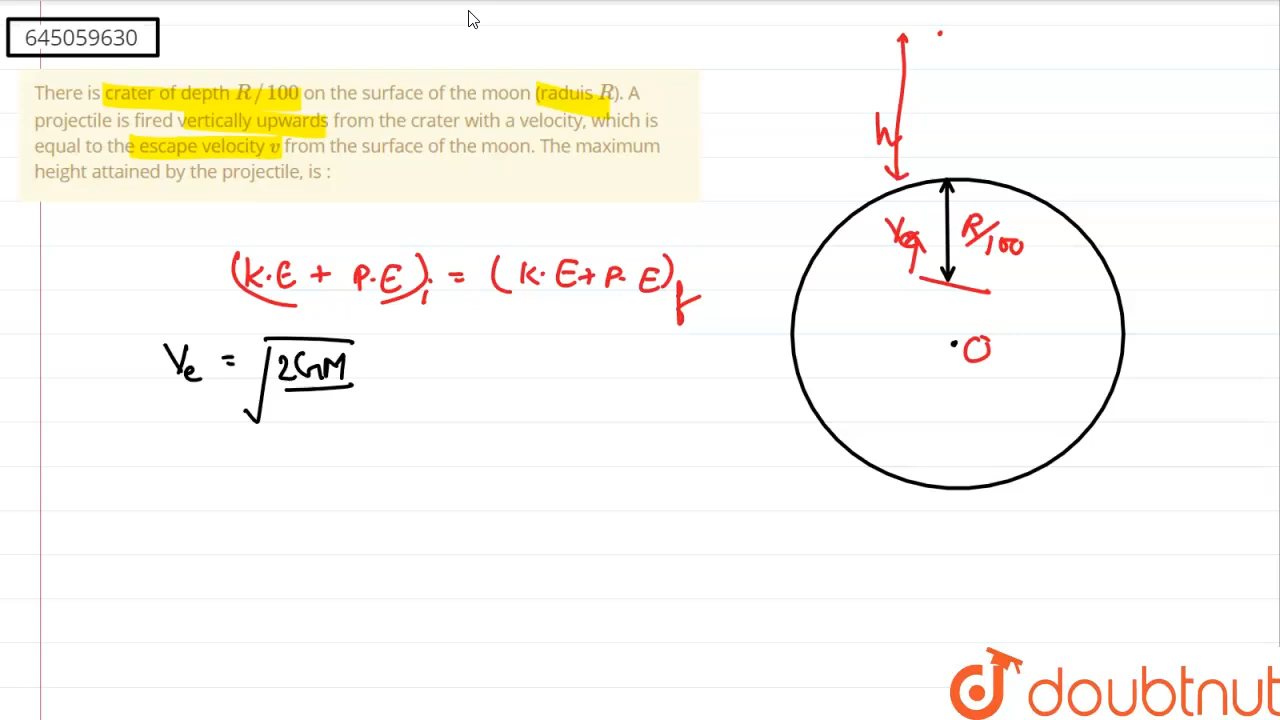 645059630
There is crater of depth R/100 on the surface of the moon (raduis R). A
projectile is fired vertically upwards from the crater with a velocity, which is
equal to the escape velocity v from the surface of the moon. The maximum
height attained by the projectile, is :
h
Ve
R/100
(K.E + P.E)i = (K.E + P.E)f
Ve = √2GM
O
doubtnut